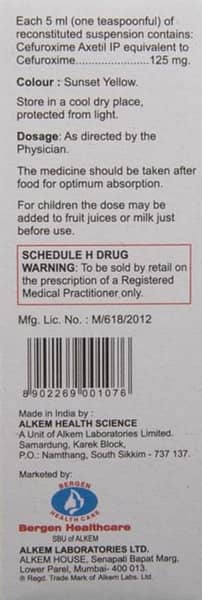 Each 5 ml (one teaspoonful) of
reconstituted suspension contains:
Cefuroxime Axetil IP equivalent to
Cefuroxime.......................125 mg.
Colour : Sunset Yellow.
Store in a cool dry place,
protected from light.
Dosage: As directed by the
Physician.
The medicine should be taken after
food for optimum absorption.
For children the dose may be
added to fruit juices or milk just
before use.
SCHEDULE H DRUG
WARNING: To be sold by retail on
the prescription of a Registered
Medical Practitioner only.
Mfg. Lic. No. : M/618/2012
8 902269 001076
Made in India by :
ALKEM HEALTH SCIENCE
A Unit of Alkem Laboratories Limited.
Samardung, Karek Block,
P.O.: Namthang, South Sikkim - 737 137.
Marketed by:
BERGEN
HEALTH CARE
Bergen Healthcare
SBU of ALKEM
ALKEM LABORATORIES LTD.
ALKEM HOUSE, Senapati Bapat Marg,
Lower Parel, Mumbai- 400 013.
® Regd. Trade Mark of Alkem Labs. Ltd.